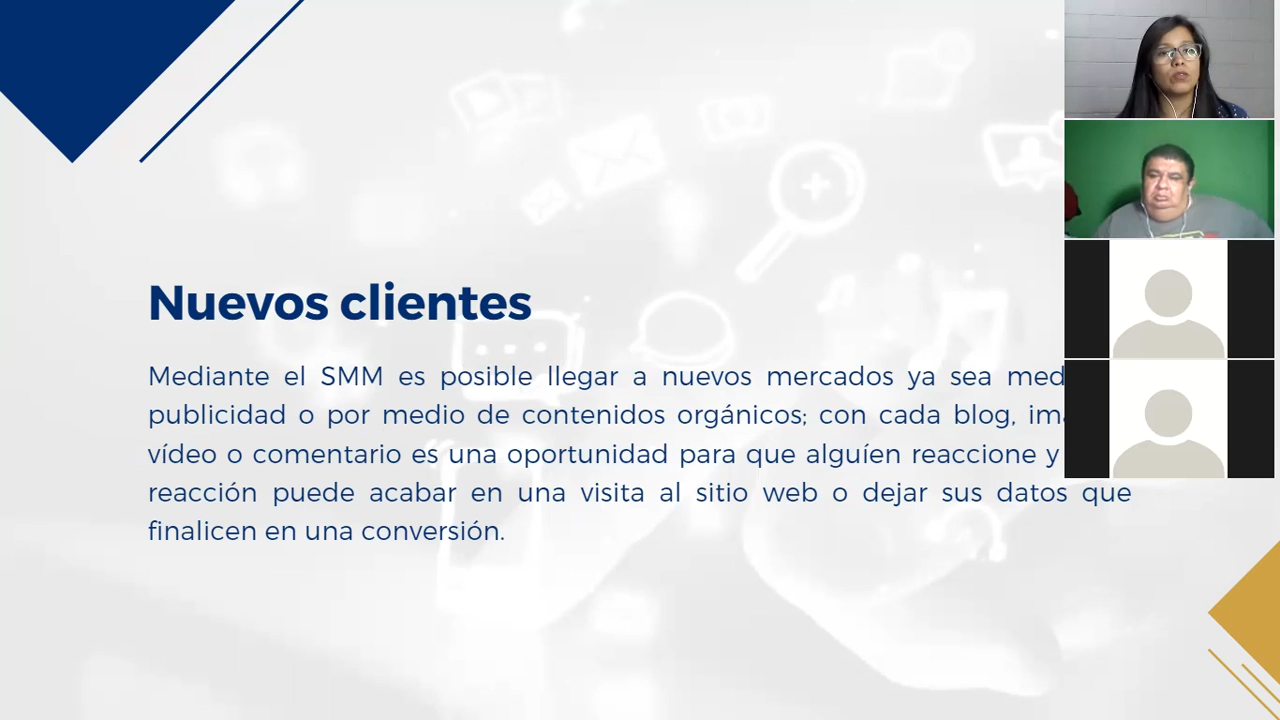 Nuevos clientes
Mediante el SMM es posible llegar a nuevos mercados ya sea
publicidad o por medio de contenidos orgánicos; con cada blog,
vídeo o comentario es una oportunidad para que alguíen reaccione y
reacción puede acabar en una visita al sitio web o dejar sus datos que
finalicen en una conversión.